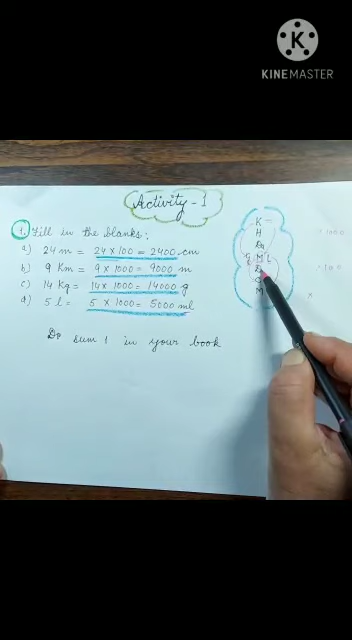 K
KINEMASTER
Activity - 1
1. Fill in the blanks:
a) 24 m = 24 x 100 = 2400 cm
b) 9 Km = 9 x 1000 = 9000 m
c) 14 Kg = 14 x 1000 = 14000 g
d) 5 l = 5 x 1000 = 5000 ml
Do sum 1 in your book
K -
H
Da
g M l
D
M